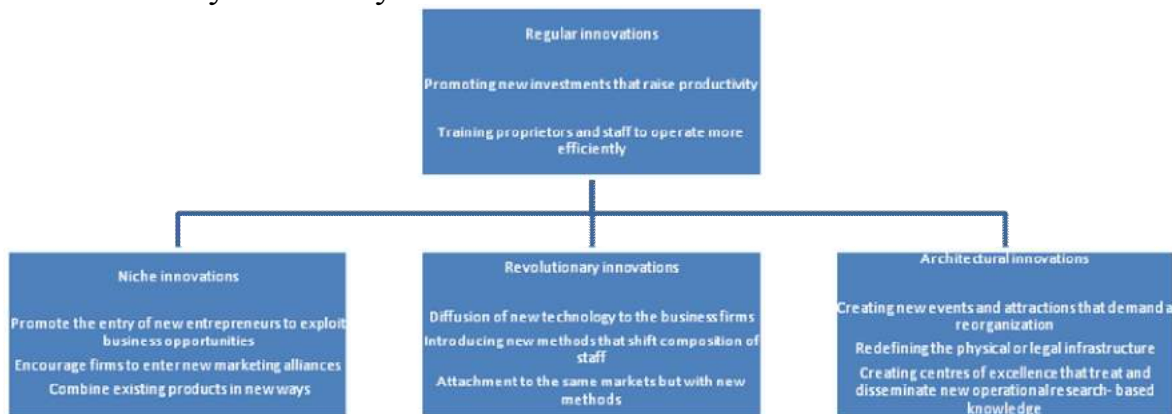 Regular innovations
Promoting new investments that raise productivity
Training proprietors and staff to operate more
efficiently
Niche innovations
Promote the entry of new entrepreneurs to exploit
business opportunities
Encourage firms to enter new marketing alliances
Combine existing products in new ways
Revolutionary innovations
Diffusion of new technology to the business firms
Introducing new methods that shift composition of
staff
Attachment to the same markets but with new
methods
Architectural innovations
Creating new events and attractions that demand a
reorganization
Redefining the physical or legal infrastructure
Creating centres of excellence that treat and
disseminate new operational research- based
knowledge